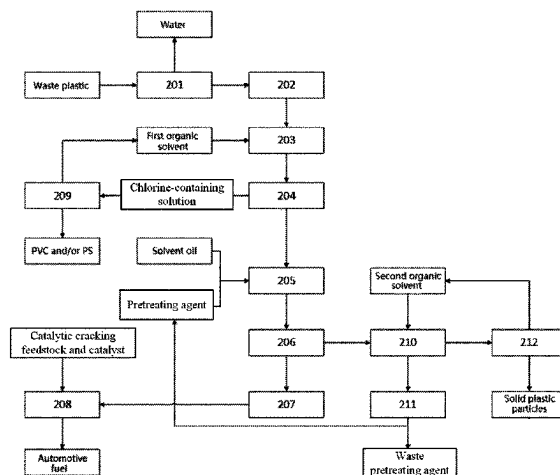 Water
Waste plastic
201
202
First organic
solvent
203
209
Chlorine-containing
solution
204
PVC and/or PS
Solvent oil
205
Second organic
solvent
Pretreating agent
Catalytic cracking
feedstock and catalyst
206
210
212
208
207
211
Solid plastic
particles
Automotive
fuel
Waste
pretreating agent